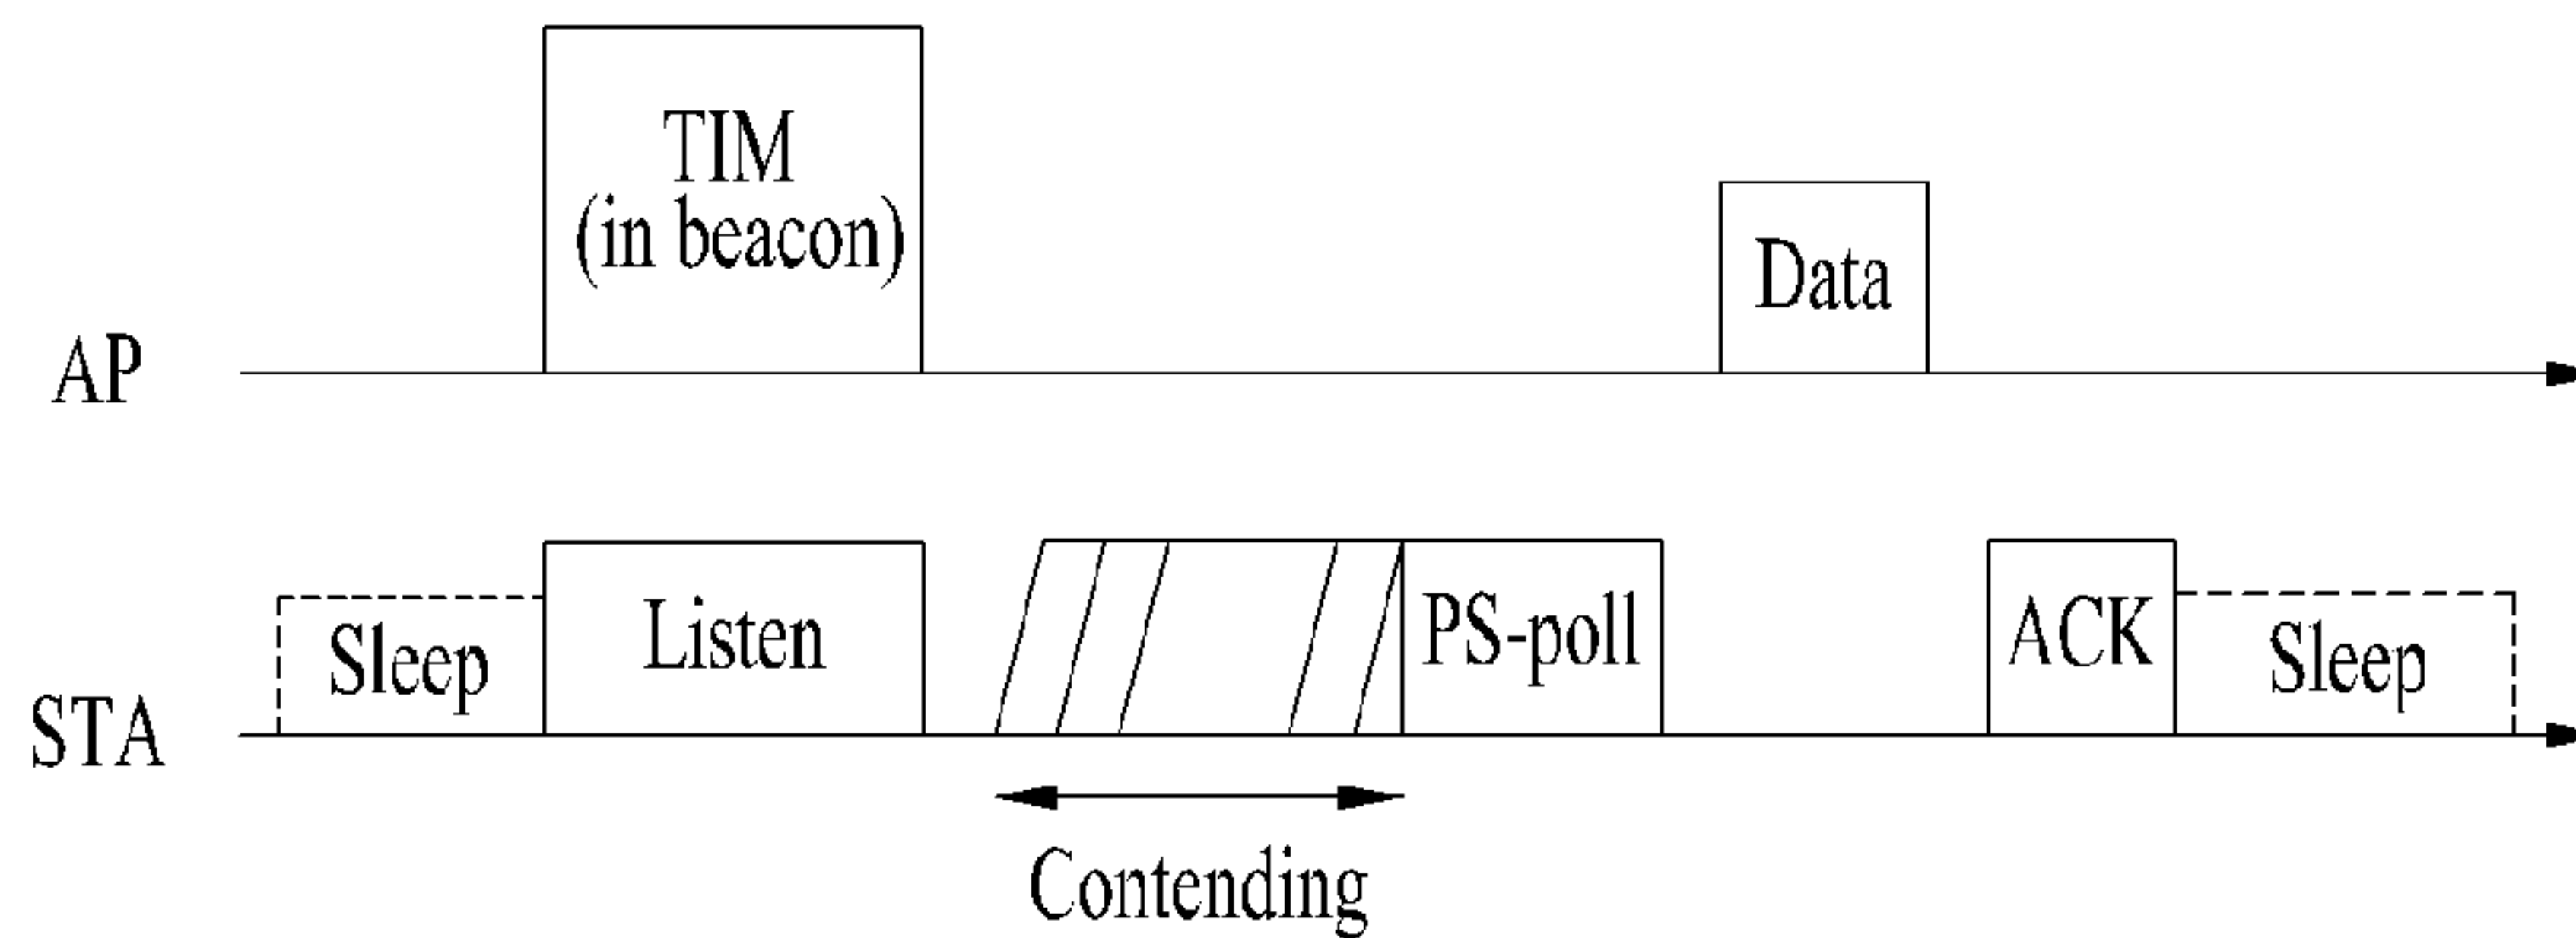 TIM
(in beacon)
Data
AP
Sleep
Listen
PS-poll
ACK
Sleep
STA
Contending